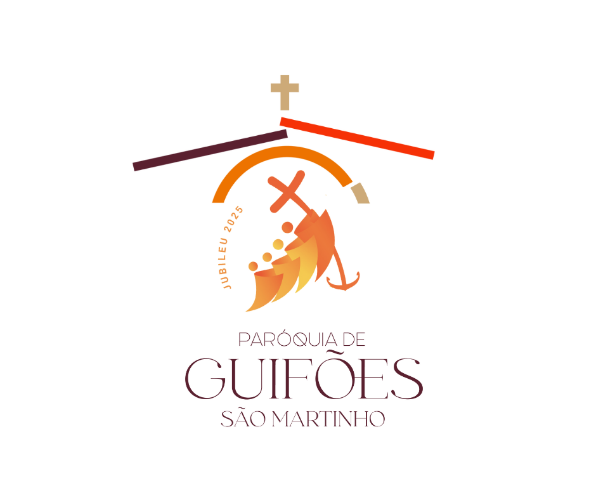 JUBILEU 2025
PARÓQUIA DE
GUIFÕES
SÃO MARTINHO